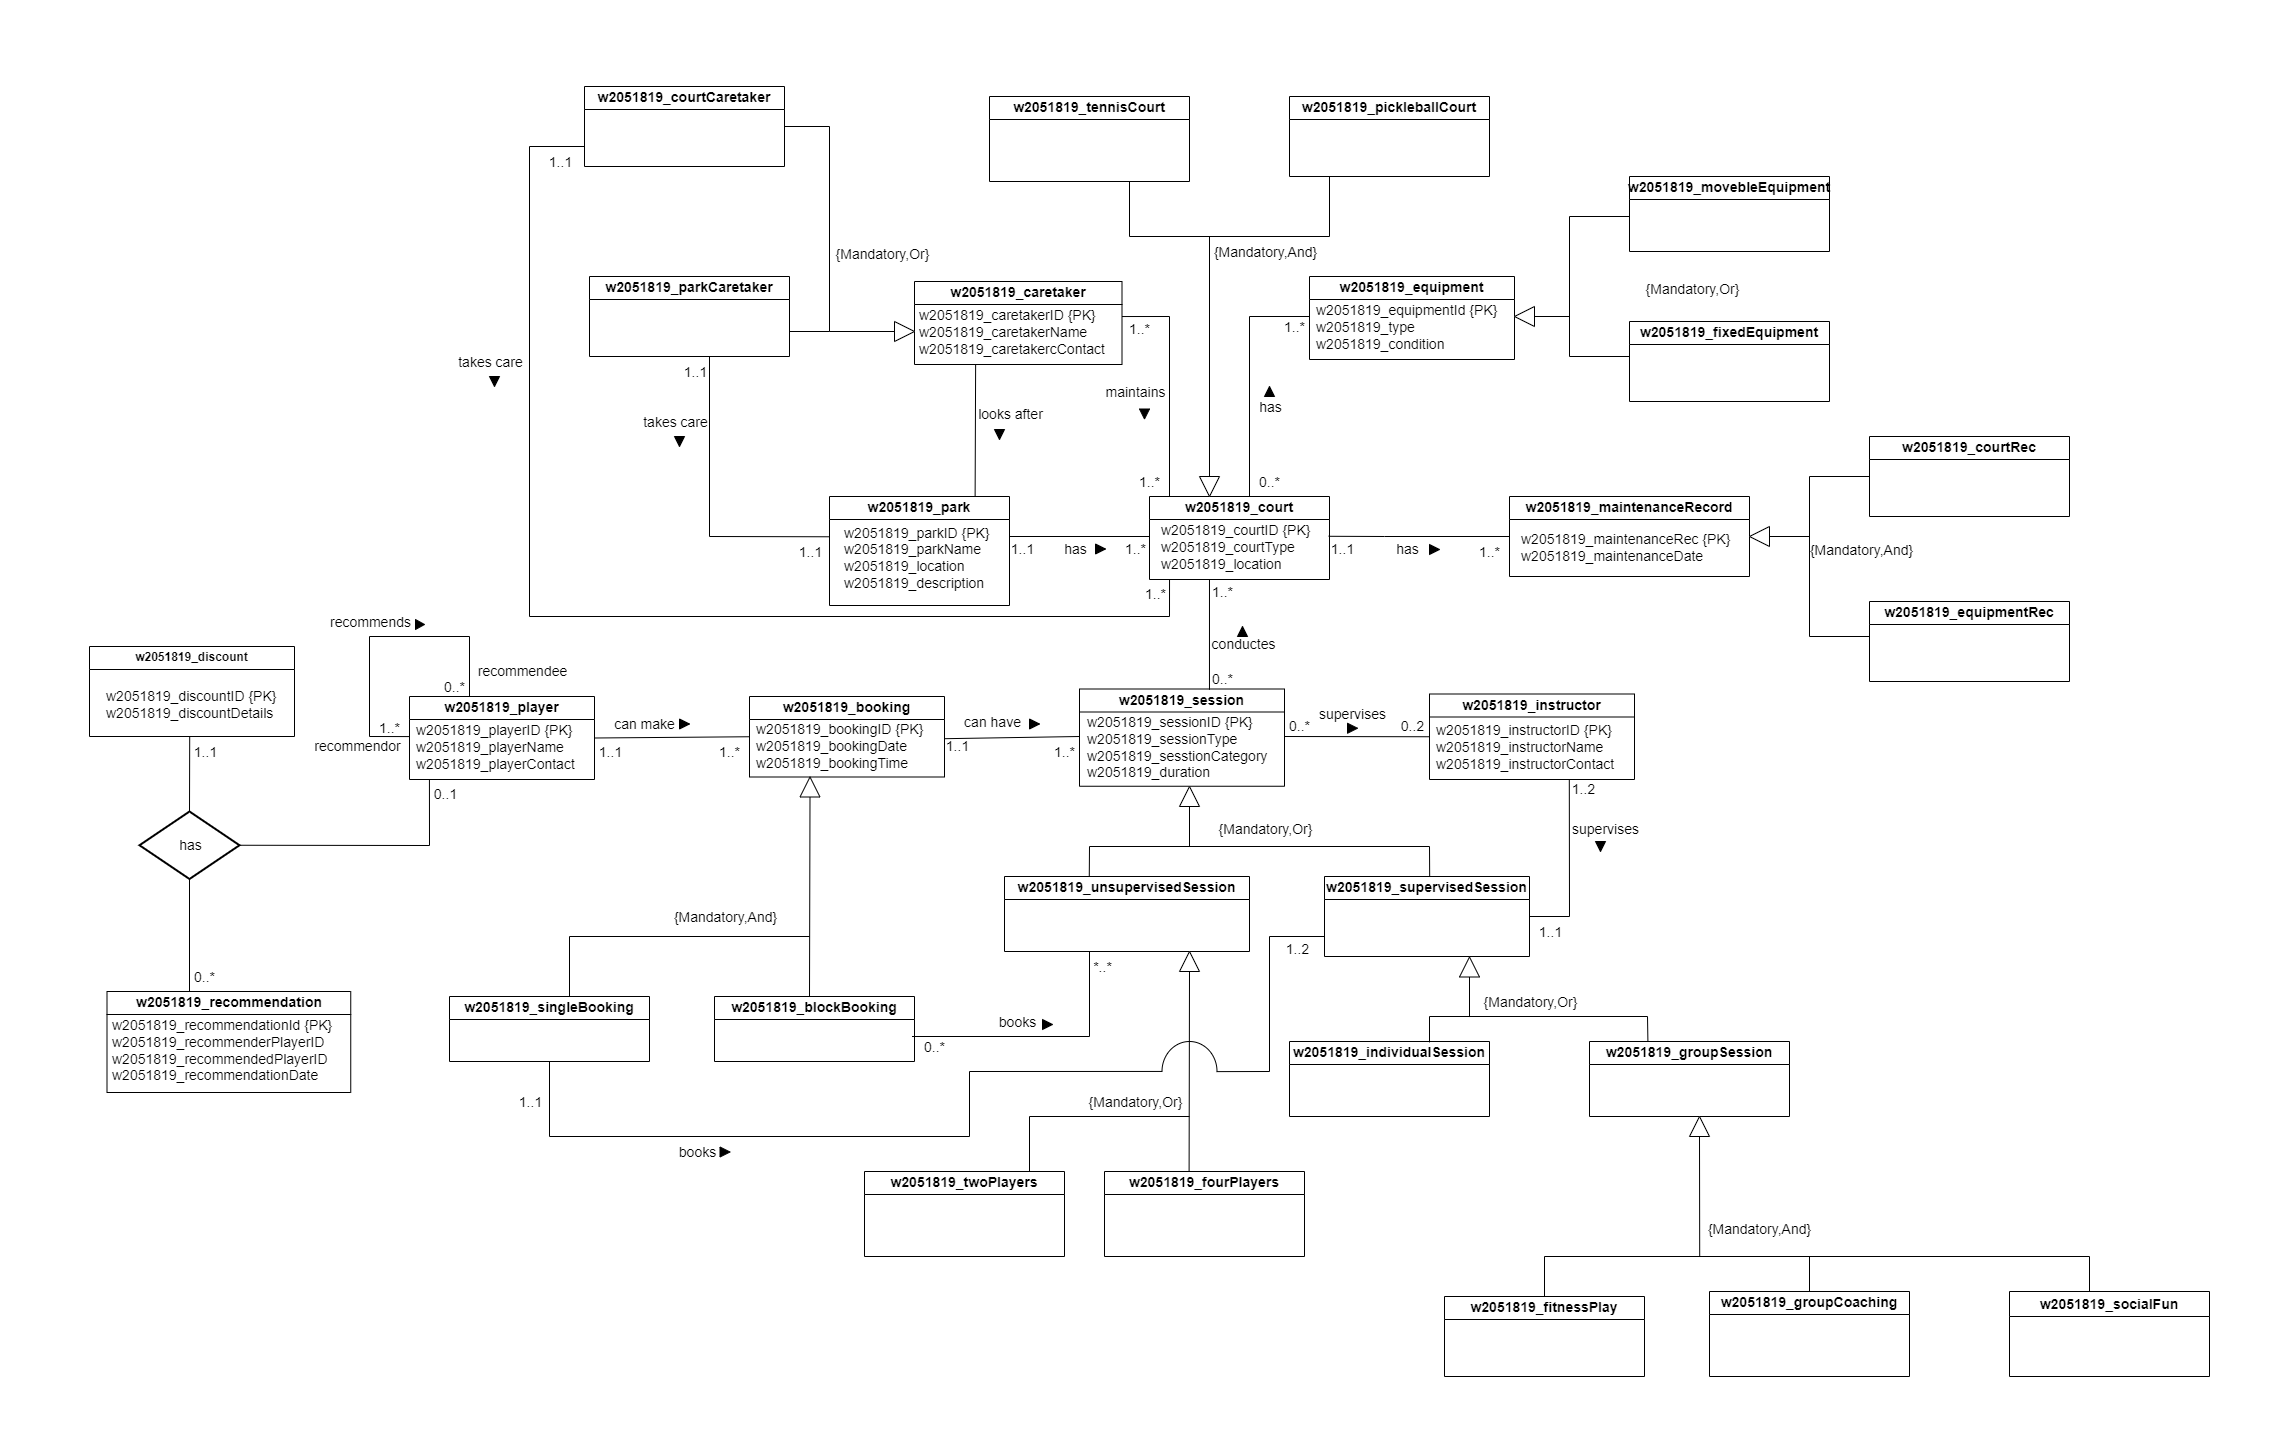 w2051819_courtCaretaker
1..1
w2051819_tennisCourt
w2051819_pickleballCourt
w2051819_movebleEquipment
{Mandatory,Or}
{Mandatory,And}
w2051819_parkCaretaker
1..1
w2051819_caretaker
w2051819_caretakerID {PK}
w2051819_caretakerName
w2051819_caretakercContact
1..*
w2051819_equipment
w2051819_equipmentId {PK}
w2051819_type
w2051819_condition
1..*
{Mandatory,Or}
w2051819_fixedEquipment
takes care
takes care
looks after
maintains
has
1..*
0..*
w2051819_courtRec
w2051819_park
w2051819_parkID {PK}
w2051819_parkName
w2051819_location
w2051819_description
1..1
1..1
has
1..*
w2051819_court
w2051819_courtID {PK}
w2051819_courtType
w2051819_location
1..1
has
1..*
w2051819_maintenanceRecord
w2051819_maintenanceRec {PK}
w2051819_maintenanceDate
{Mandatory,And}
w2051819_equipmentRec
1..*
1..*
conductes
0..*
recommends
recommendee
0..*
1..*
recommendor
w2051819_discount
w2051819_discountID {PK}
w2051819_discountDetails
1..1
w2051819_player
w2051819_playerID {PK}
w2051819_playerName
w2051819_playerContact
0..1
can make
1..1
1..*
w2051819_booking
w2051819_bookingID {PK}
w2051819_bookingDate
w2051819_bookingTime
can have
1..1
1..*
w2051819_session
w2051819_sessionID {PK}
w2051819_sessionType
w2051819_sesstionCategory
w2051819_duration
0..*
supervises
0..2
w2051819_instructor
w2051819_instructorID {PK}
w2051819_instructorName
w2051819_instructorContact
1..2
supervises
has
{Mandatory,Or}
w2051819_unsupervisedSession
w2051819_supervisedSession
{Mandatory,And}
1..1
1..2
*..*
0..*
w2051819_recommendation
w2051819_recommendationId {PK}
w2051819_recommenderPlayerID
w2051819_recommendedPlayerID
w2051819_recommendationDate
w2051819_singleBooking
w2051819_blockBooking
books
0..*
{Mandatory,Or}
w2051819_individualSession
w2051819_groupSession
1..1
{Mandatory,Or}
books
w2051819_twoPlayers
w2051819_fourPlayers
{Mandatory,And}
w2051819_fitnessPlay
w2051819_groupCoaching
w2051819_socialFun